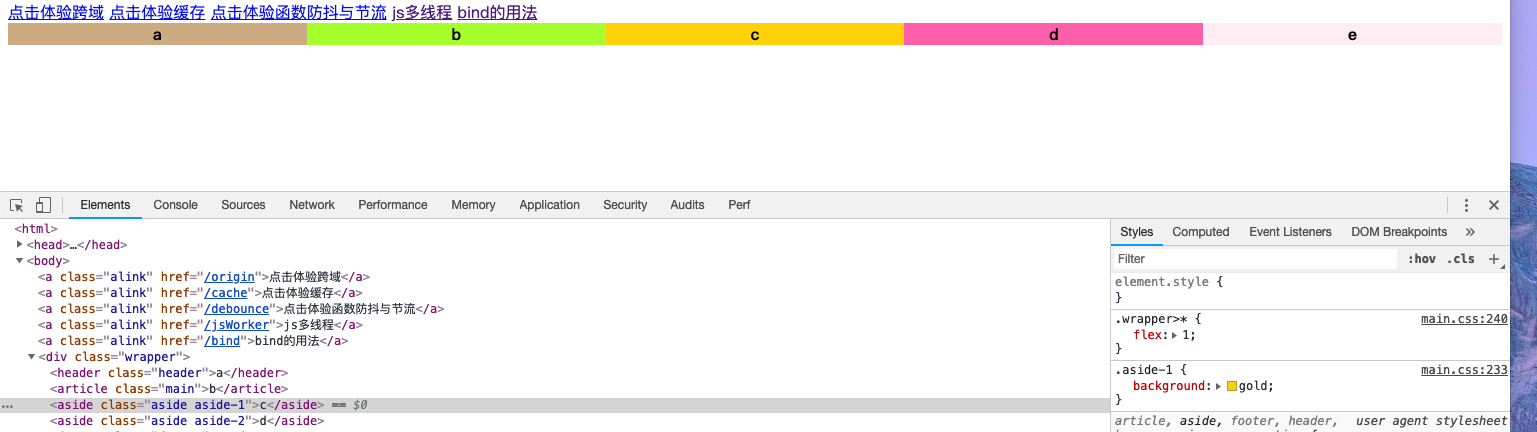 点击体验跨域 点击体验缓存 点击体验函数防抖与节流 js多线程 bind的用法
a b c d e
Elements Console Sources Network Performance Memory Application Security Audits Perf
<html>
<head>…</head>
<body>
<a class="alink" href="/origin">点击体验跨域</a>
<a class="alink" href="/cache">点击体验缓存</a>
<a class="alink" href="/debounce">点击体验函数防抖与节流</a>
<a class="alink" href="/jsWorker">js多线程</a>
<a class="alink" href="/bind">bind的用法</a>
<div class="wrapper">
<header class="header">a</header>
<article class="main">b</article>
<aside class="aside aside-1">c</aside> == $0
<aside class="aside aside-2">d</aside>
Styles Computed Event Listeners DOM Breakpoints »
Filter :hov .cls +
element.style {
}
.wrapper>* { main.css:240
flex: 1;
}
.aside-1 { main.css:233
background: gold;
}
article, aside, footer, header, user agent stylesheet